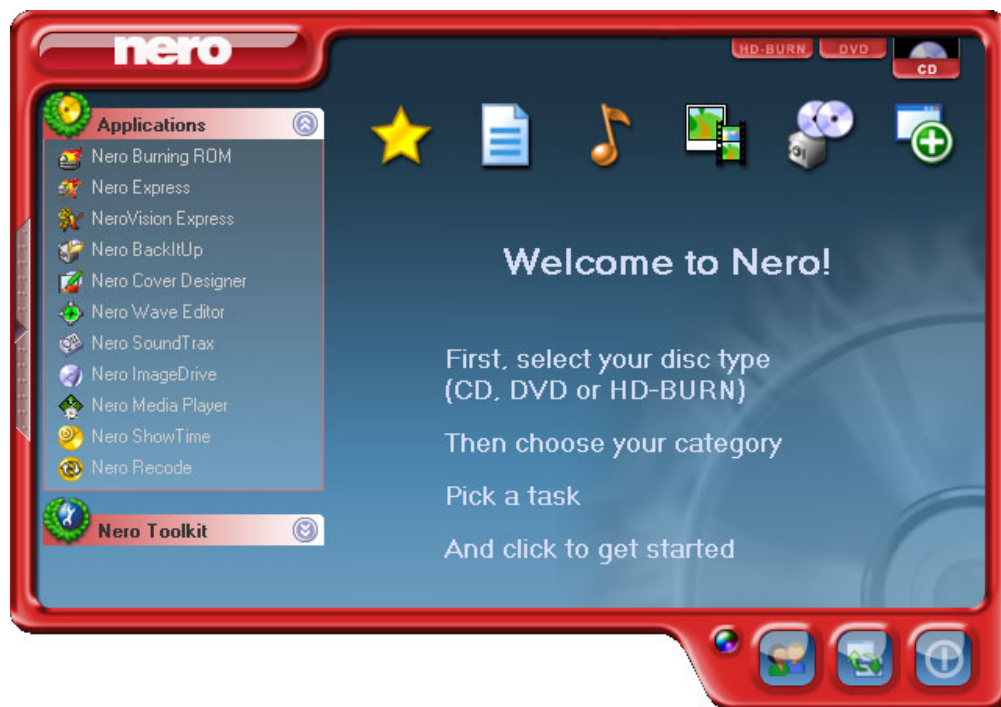 nero
HD-BURN
DVD
CD
Applications
Nero Burning ROM
Nero Express
NeroVision Express
Nero BackItUp
Nero Cover Designer
Nero Wave Editor
Nero SoundTrax
Nero ImageDrive
Nero Media Player
Nero ShowTime
Nero Recode
Nero Toolkit
Welcome to Nero!
First, select your disc type
(CD, DVD or HD-BURN)
Then choose your category
Pick a task
And click to get started